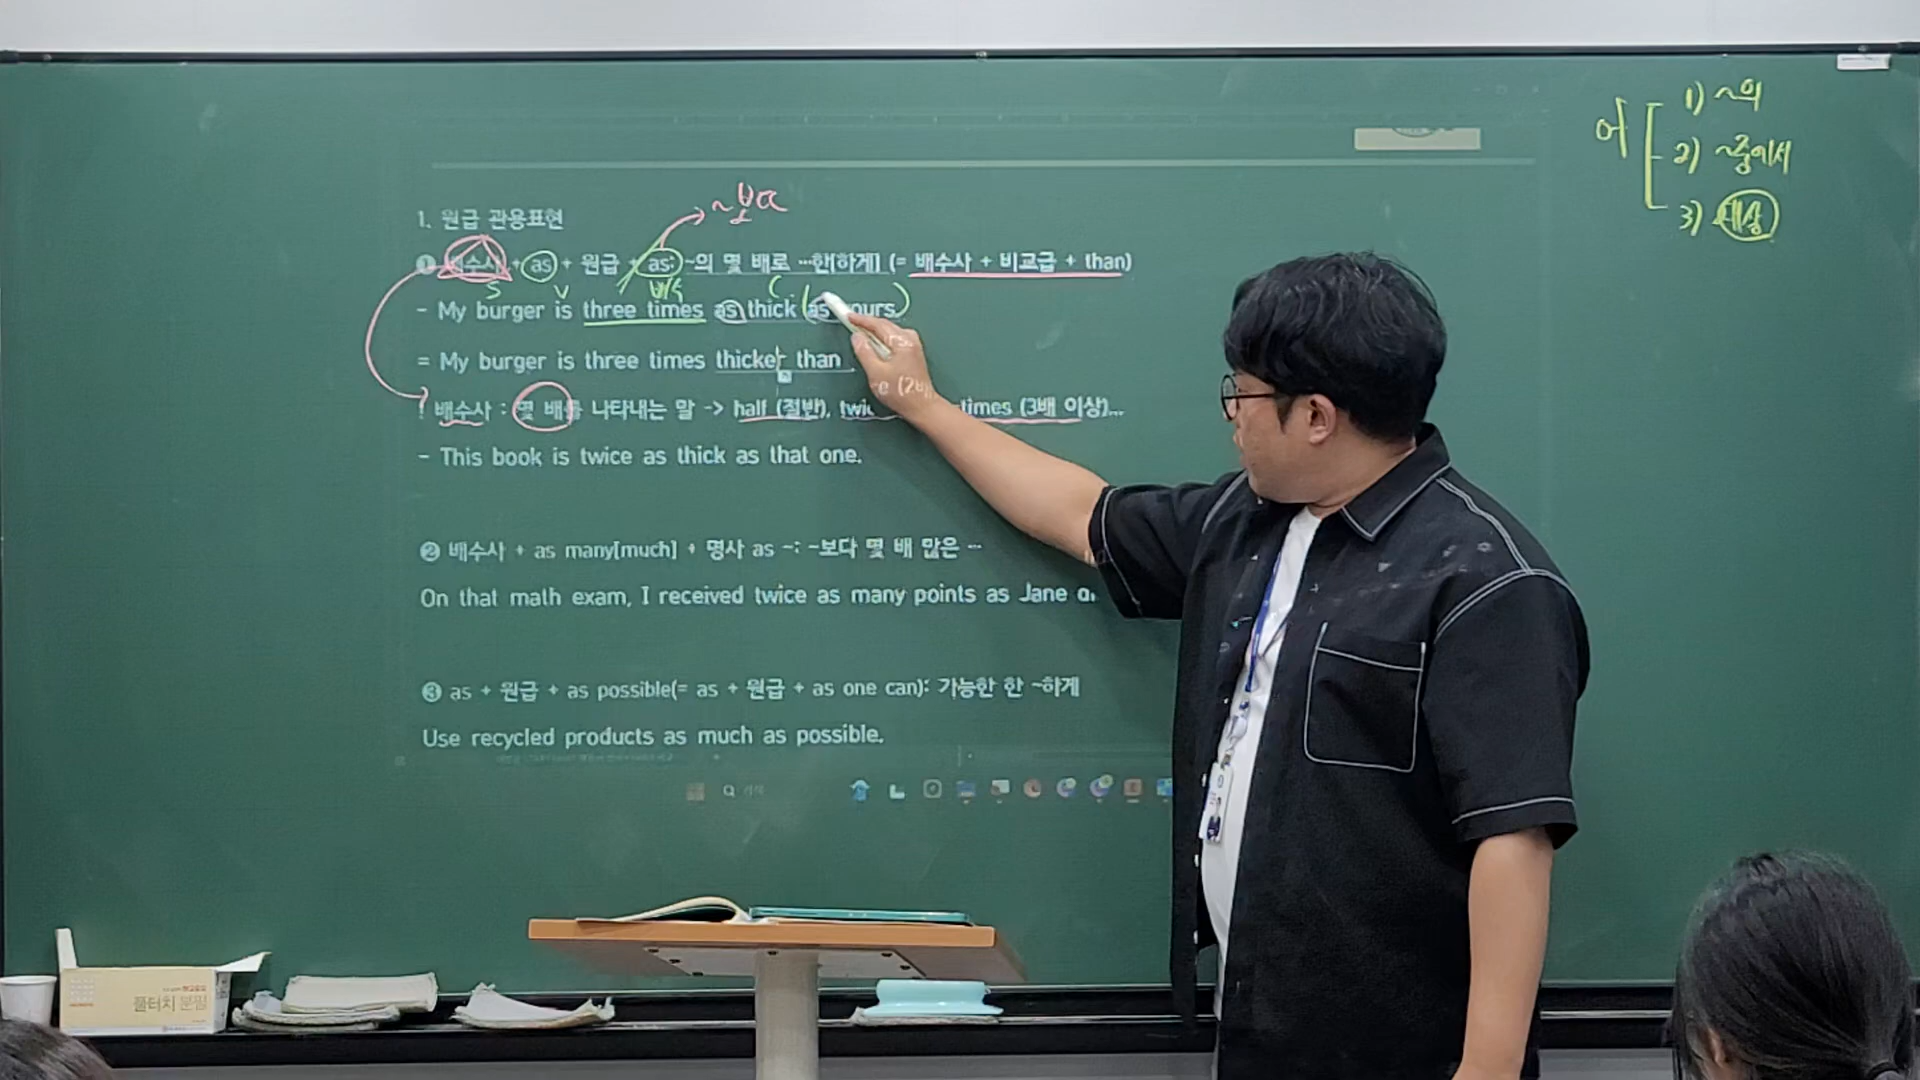 ~보다
1. 원급 관용표현
❶ 배수사 + as + 원급 + as: ~의 몇 배로 …한[하게] (= 배수사 + 비교급 + than)
S V
- My burger is three times as thick as yours.
= My burger is three times thicker than
! 배수사 : 몇 배를 나타내는 말 -> half (절반), times (3배 이상)…
- This book is twice as thick as that one.
❷ 배수사 + as many[much] + 명사 as ~: ~보다 몇 배 많은 …
On that math exam, I received twice as many points as Jane
❸ as + 원급 + as possible(= as + 원급 + as one can): 가능한 한 ~하게
Use recycled products as much as possible.
1) ~의
2) ~중에서
3) 세상
풀터치 분필